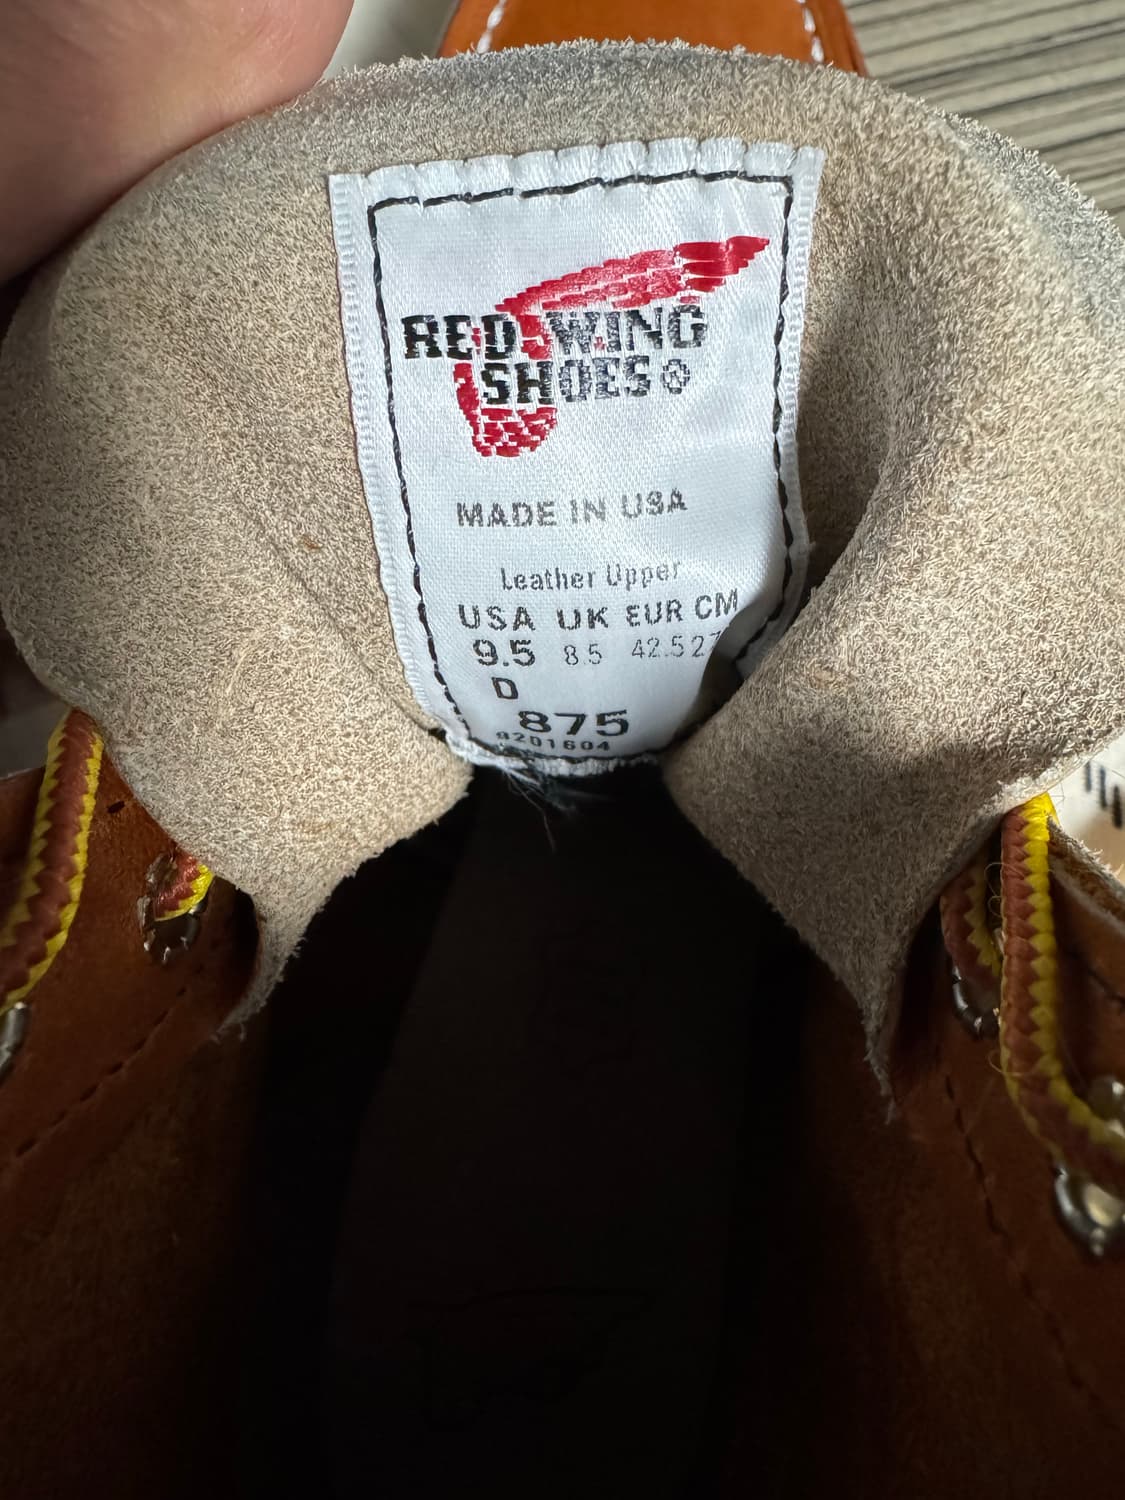 RED WING
SHOES®
MADE IN USA
Leather Upper
USA UK EUR CM
9.5 8.5 42.5 27
D
875